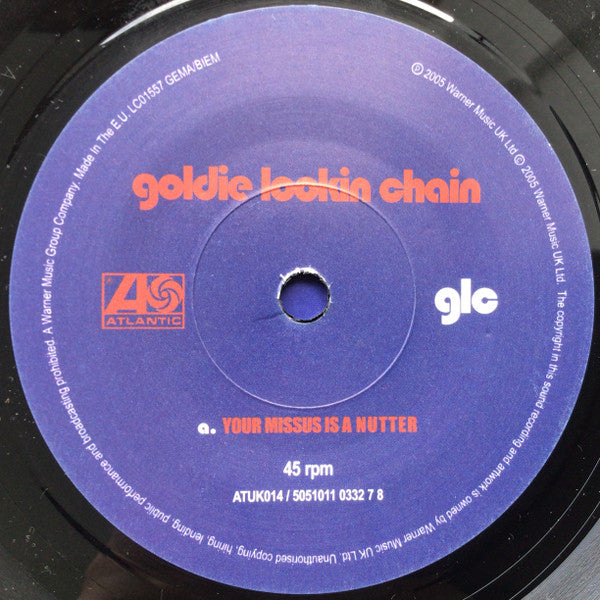 goldie lookin chain
ATLANTIC
glc
a. YOUR MISSUS IS A NUTTER
45 rpm
ATUK014 / 5051011 0332 7 8
℗ 2005 Warner Music UK Ltd © 2005 Warner Music UK Ltd. The copyright in this sound recording and artwork is owned by Warner Music UK Ltd. Unauthorised copying, hiring, lending, public performance and broadcasting prohibited. A Warner Music Group Company. Made In The E.U. LC01557 GEMA/BIEM